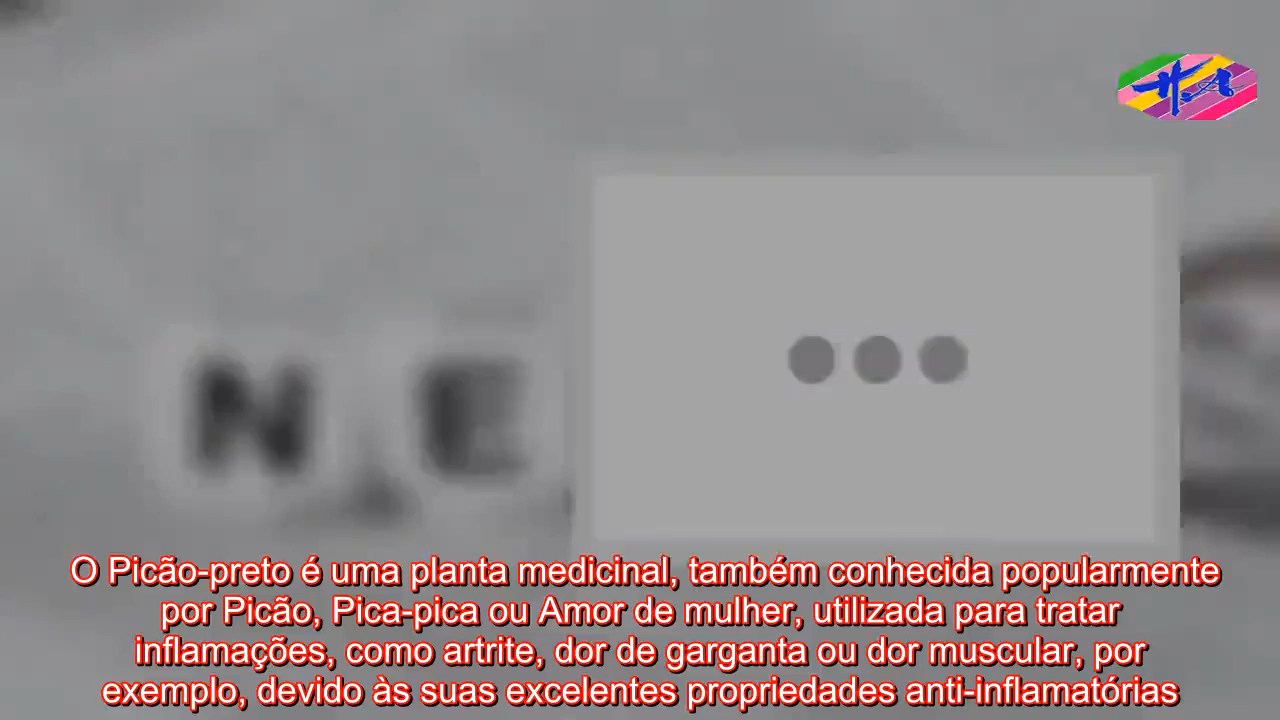 H.A
N E
O Picão-preto é uma planta medicinal, também conhecida popularmente
por Picão, Pica-pica ou Amor de mulher, utilizada para tratar
inflamações, como artrite, dor de garganta ou dor muscular, por
exemplo, devido às suas excelentes propriedades anti-inflamatórias